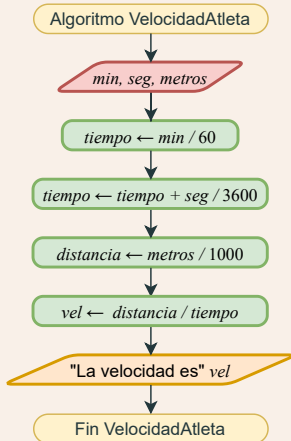 Algoritmo VelocidadAtleta
min, seg, metros
tiempo ← min / 60
tiempo ← tiempo + seg / 3600
distancia ← metros / 1000
vel ← distancia / tiempo
"La velocidad es" vel
Fin VelocidadAtleta